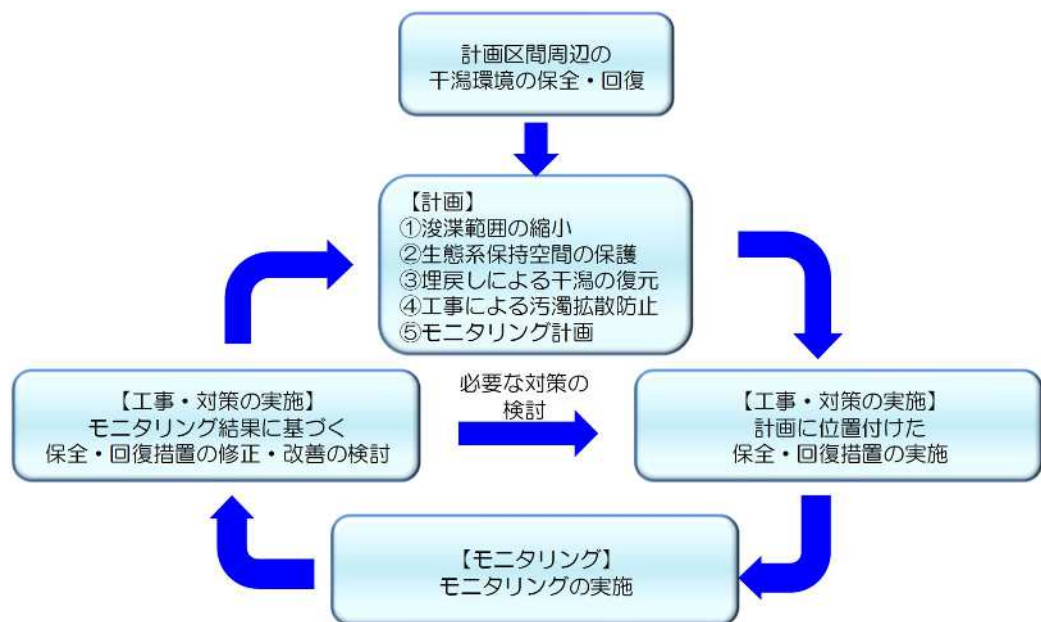 計画区間周辺の
干潟環境の保全・回復
【計画】
①浚渫範囲の縮小
②生態系保持空間の保護
③埋戻しによる干潟の復元
④工事による汚濁拡散防止
⑤モニタリング計画
【工事・対策の実施】
モニタリング結果に基づく
保全・回復措置の修正・改善の検討
必要な対策の
検討
【工事・対策の実施】
計画に位置付けた
保全・回復措置の実施
【モニタリング】
モニタリングの実施